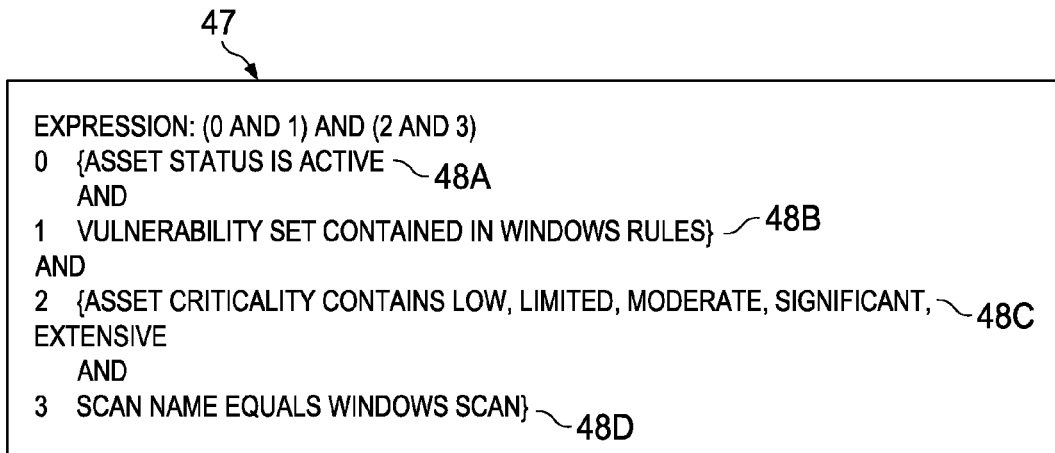 47
EXPRESSION: (0 AND 1) AND (2 AND 3)
0 {ASSET STATUS IS ACTIVE 48A
AND
1 VULNERABILITY SET CONTAINED IN WINDOWS RULES} 48B
AND
2 {ASSET CRITICALITY CONTAINS LOW, LIMITED, MODERATE, SIGNIFICANT, 48C
EXTENSIVE
AND
3 SCAN NAME EQUALS WINDOWS SCAN} 48D